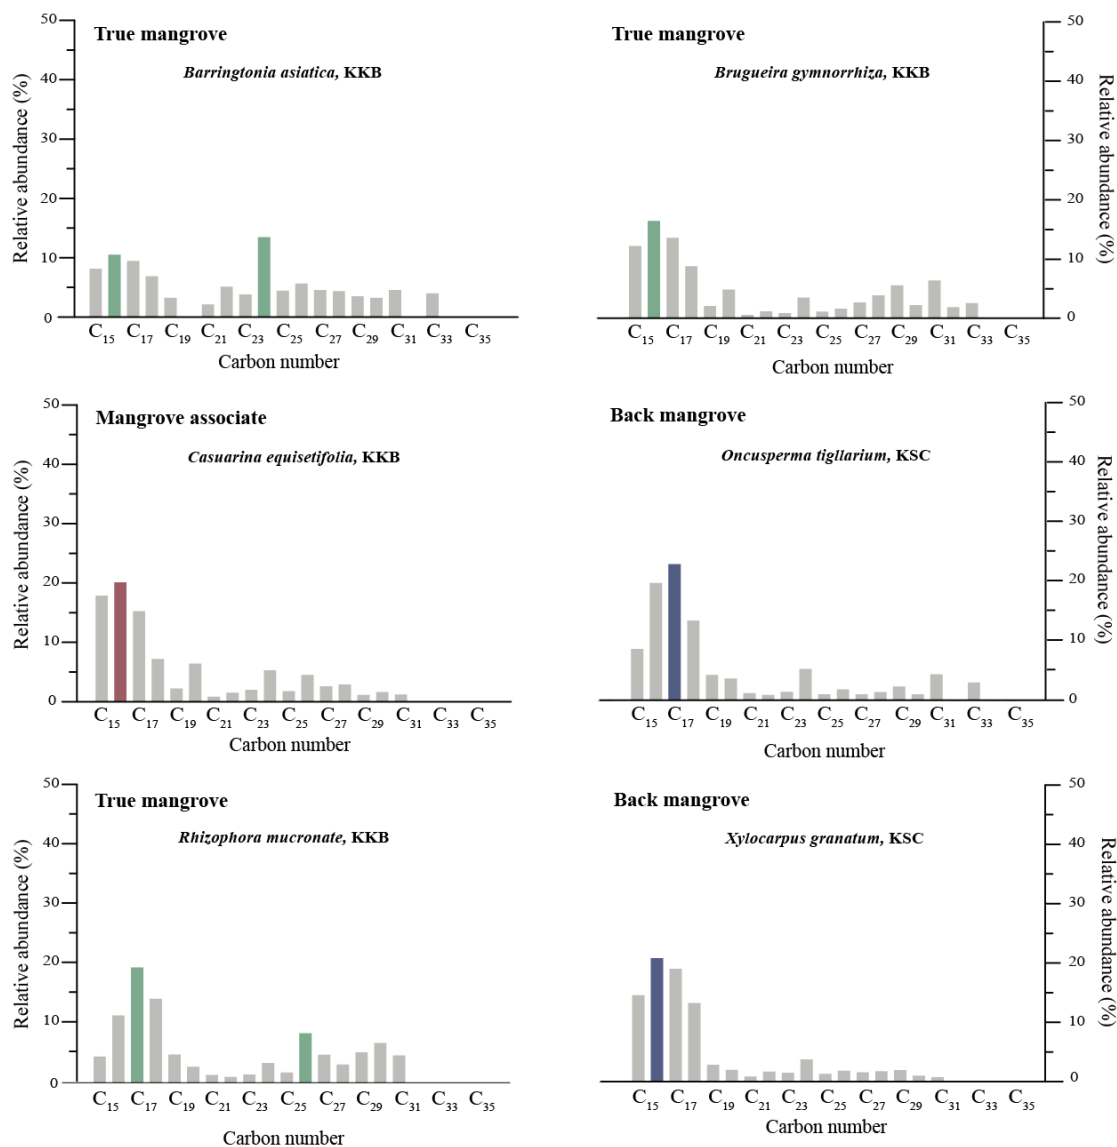 True mangrove
Barringtonia asiatica, KKB
Relative abundance (%)
50
40
30
20
10
0
C15 C17 C19 C21 C23 C25 C27 C29 C31 C33 C35
Carbon number
True mangrove
Brugueira gymnorrhiza, KKB
Relative abundance (%)
50
40
30
20
10
0
C15 C17 C19 C21 C23 C25 C27 C29 C31 C33 C35
Carbon number
Mangrove associate
Casuarina equisetifolia, KKB
Relative abundance (%)
50
40
30
20
10
0
C15 C17 C19 C21 C23 C25 C27 C29 C31 C33 C35
Carbon number
Back mangrove
Oncusperma tigllarium, KSC
Relative abundance (%)
50
40
30
20
10
0
C15 C17 C19 C21 C23 C25 C27 C29 C31 C33 C35
Carbon number
True mangrove
Rhizophora mucronate, KKB
Relative abundance (%)
50
40
30
20
10
0
C15 C17 C19 C21 C23 C25 C27 C29 C31 C33 C35
Carbon number
Back mangrove
Xylocarpus granatum, KSC
Relative abundance (%)
50
40
30
20
10
0
C15 C17 C19 C21 C23 C25 C27 C29 C31 C33 C35
Carbon number